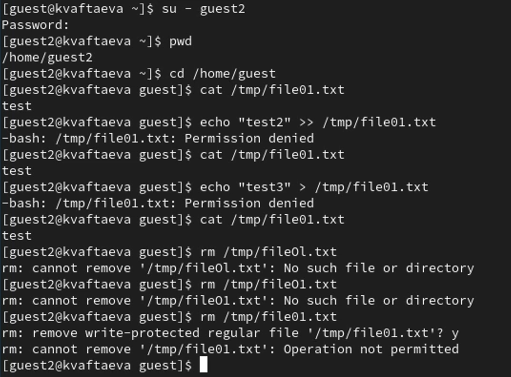 [guest@kvaftaeva ~]$ su - guest2
Password:
[guest2@kvaftaeva ~]$ pwd
/home/guest2
[guest2@kvaftaeva ~]$ cd /home/guest
[guest2@kvaftaeva guest]$ cat /tmp/file01.txt
test
[guest2@kvaftaeva guest]$ echo "test2" >> /tmp/file01.txt
-bash: /tmp/file01.txt: Permission denied
[guest2@kvaftaeva guest]$ cat /tmp/file01.txt
test
[guest2@kvaftaeva guest]$ echo "test3" > /tmp/file01.txt
-bash: /tmp/file01.txt: Permission denied
[guest2@kvaftaeva guest]$ cat /tmp/file01.txt
test
[guest2@kvaftaeva guest]$ rm /tmp/fileOl.txt
rm: cannot remove '/tmp/fileOl.txt': No such file or directory
[guest2@kvaftaeva guest]$ rm /tmp/fileO1.txt
rm: cannot remove '/tmp/fileO1.txt': No such file or directory
[guest2@kvaftaeva guest]$ rm /tmp/file01.txt
rm: remove write-protected regular file '/tmp/file01.txt'? y
rm: cannot remove '/tmp/file01.txt': Operation not permitted
[guest2@kvaftaeva guest]$